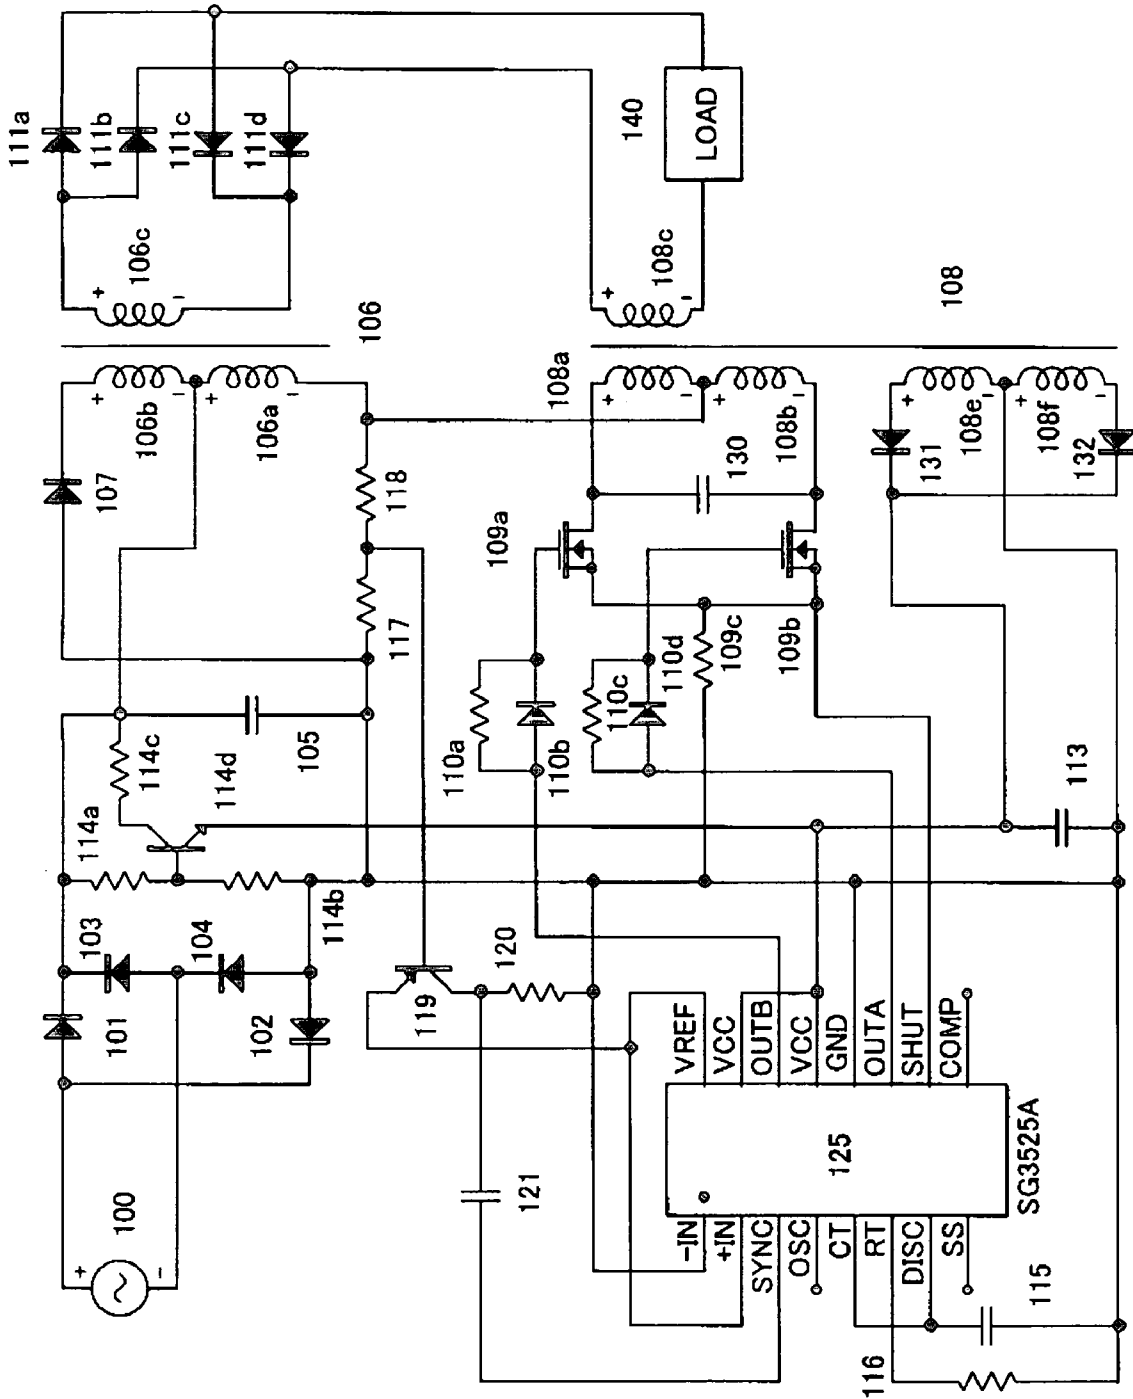 100
+
-
101
103
104
102
114a
114b
114c
114d
105
107
117
118
106b
106a
106
106c
+
-
+
-
+
-
111a
111b
111c
111d
119
120
121
110a
110b
110c
110d
109a
109c
109b
130
108a
108b
108c
108
+
-
+
-
+
-
140
LOAD
-IN
+IN
SYNC
OSC
CT
RT
DISC
SS
125
VREF
VCC
OUTB
VCC
GND
OUTA
SHUT
COMP
SG3525A
116
115
113
131
132
108e
108f
+
-
+
-